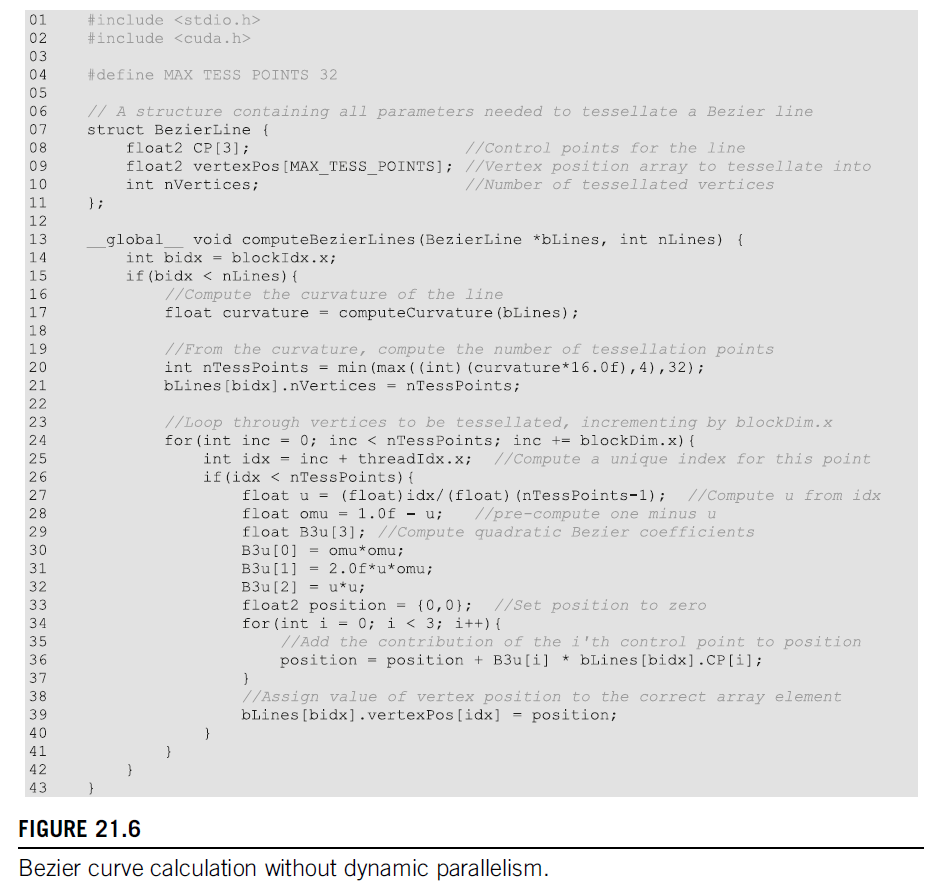 01 #include <stdio.h>
02 #include <cuda.h>
03
04 #define MAX TESS POINTS 32
05
06 // A structure containing all parameters needed to tessellate a Bezier line
07 struct BezierLine {
08     float2 CP[3];                       //Control points for the line
09     float2 vertexPos[MAX_TESS_POINTS]; //Vertex position array to tessellate into
10     int nVertices;                      //Number of tessellated vertices
11 };
12
13 __global__ void computeBezierLines(BezierLine *bLines, int nLines) {
14     int bidx = blockIdx.x;
15     if(bidx < nLines){
16         //Compute the curvature of the line
17         float curvature = computeCurvature(bLines);
18
19         //From the curvature, compute the number of tessellation points
20         int nTessPoints = min(max((int)(curvature*16.0f),4),32);
21         bLines[bidx].nVertices = nTessPoints;
22
23         //Loop through vertices to be tessellated, incrementing by blockDim.x
24         for(int inc = 0; inc < nTessPoints; inc += blockDim.x){
25             int idx = inc + threadIdx.x;  //Compute a unique index for this point
26             if(idx < nTessPoints){
27                 float u = (float)idx/(float)(nTessPoints-1);  //Compute u from idx
28                 float omu = 1.0f - u;   //pre-compute one minus u
29                 float B3u[3]; //Compute quadratic Bezier coefficients
30                 B3u[0] = omu*omu;
31                 B3u[1] = 2.0f*u*omu;
32                 B3u[2] = u*u;
33                 float2 position = {0,0};  //Set position to zero
34                 for(int i = 0; i < 3; i++){
35                     //Add the contribution of the i'th control point to position
36                     position = position + B3u[i] * bLines[bidx].CP[i];
37                 }
38                 //Assign value of vertex position to the correct array element
39                 bLines[bidx].vertexPos[idx] = position;
40             }
41         }
42     }
43 }
FIGURE 21.6
Bezier curve calculation without dynamic parallelism.